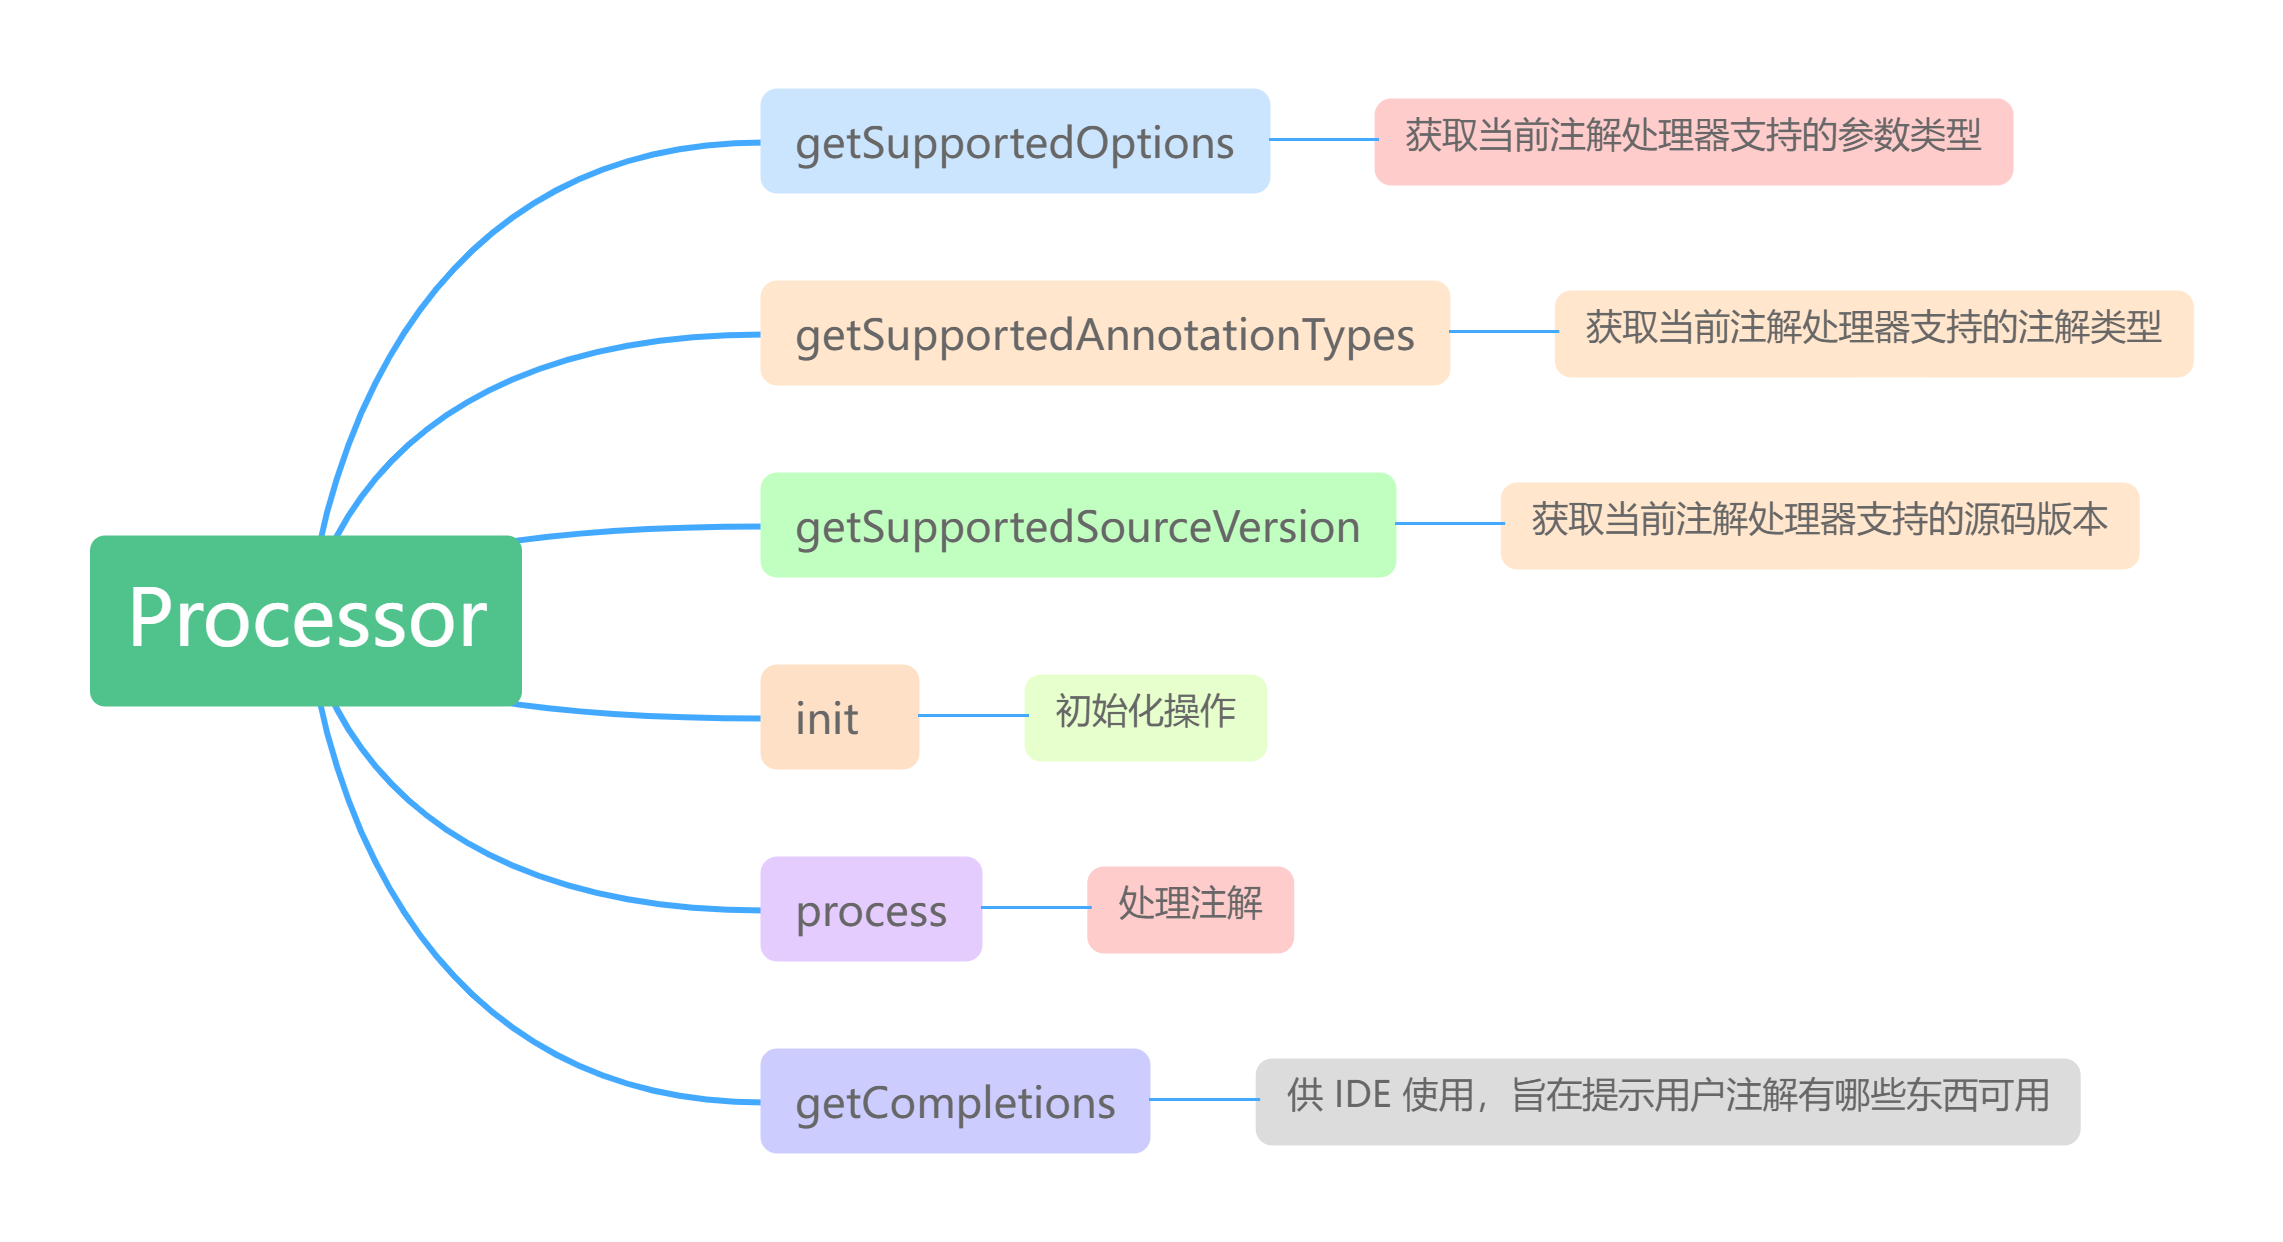 Processor
getSupportedOptions
获取当前注解处理器支持的参数类型
getSupportedAnnotationTypes
获取当前注解处理器支持的注解类型
getSupportedSourceVersion
获取当前注解处理器支持的源码版本
init
初始化操作
process
处理注解
getCompletions
供 IDE 使用，旨在提示用户注解有哪些东西可用